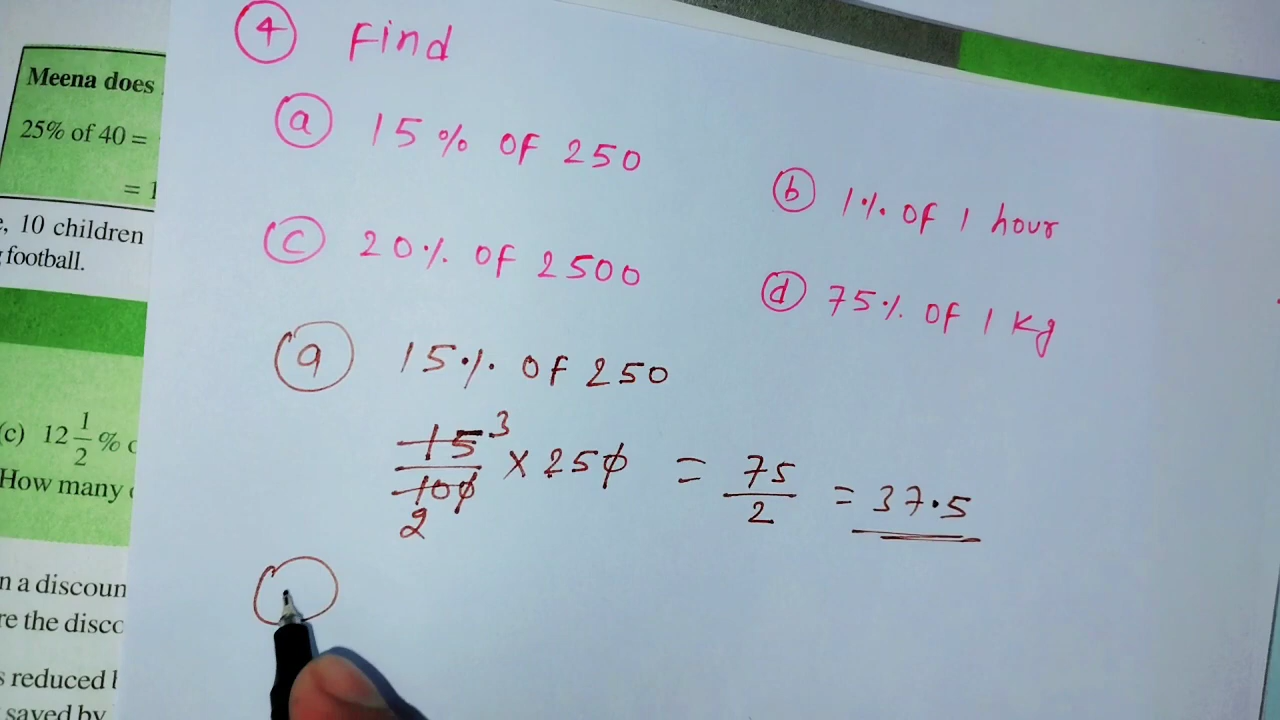 Meena does
25% of 40 =
= 1
, 10 children
football.
(c) 12 1/2 %
How many
n a discoun
re the disco
s reduced
saved by
4 Find
a 15% of 250
b 1% of 1 hour
c 20% of 2500
d 75% of 1 kg
a 15% of 250
15 3 / 100 2 × 250 = 75/2 = 37.5